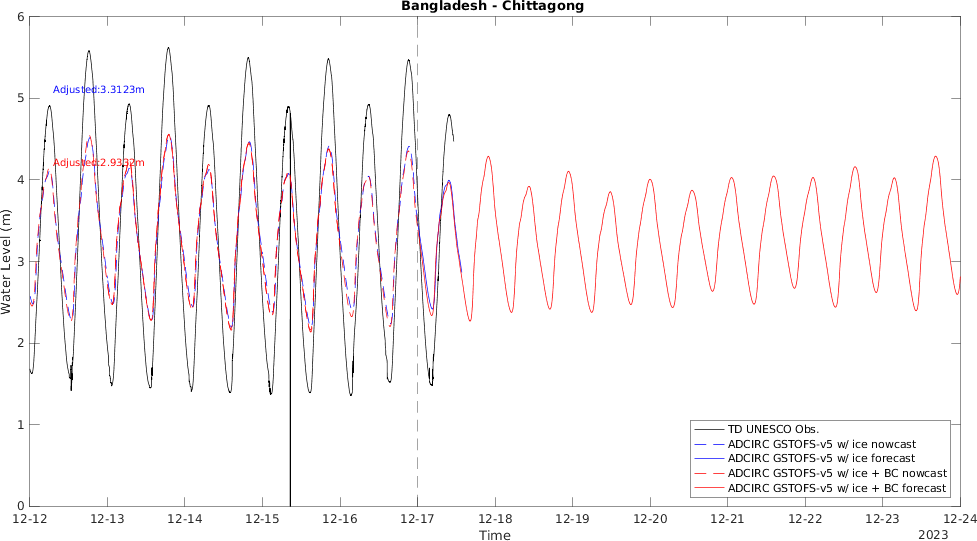 Bangladesh - Chittagong
6
5
4
3
2
1
0
Water Level (m)
Adjusted:3.3123m
Adjusted:2.9332m
TD UNESCO Obs.
ADCIRC GSTOFS-v5 w/ ice nowcast
ADCIRC GSTOFS-v5 w/ ice forecast
ADCIRC GSTOFS-v5 w/ ice + BC nowcast
ADCIRC GSTOFS-v5 w/ ice + BC forecast
12-12 12-13 12-14 12-15 12-16 12-17 12-18 12-19 12-20 12-21 12-22 12-23 12-24
Time
2023